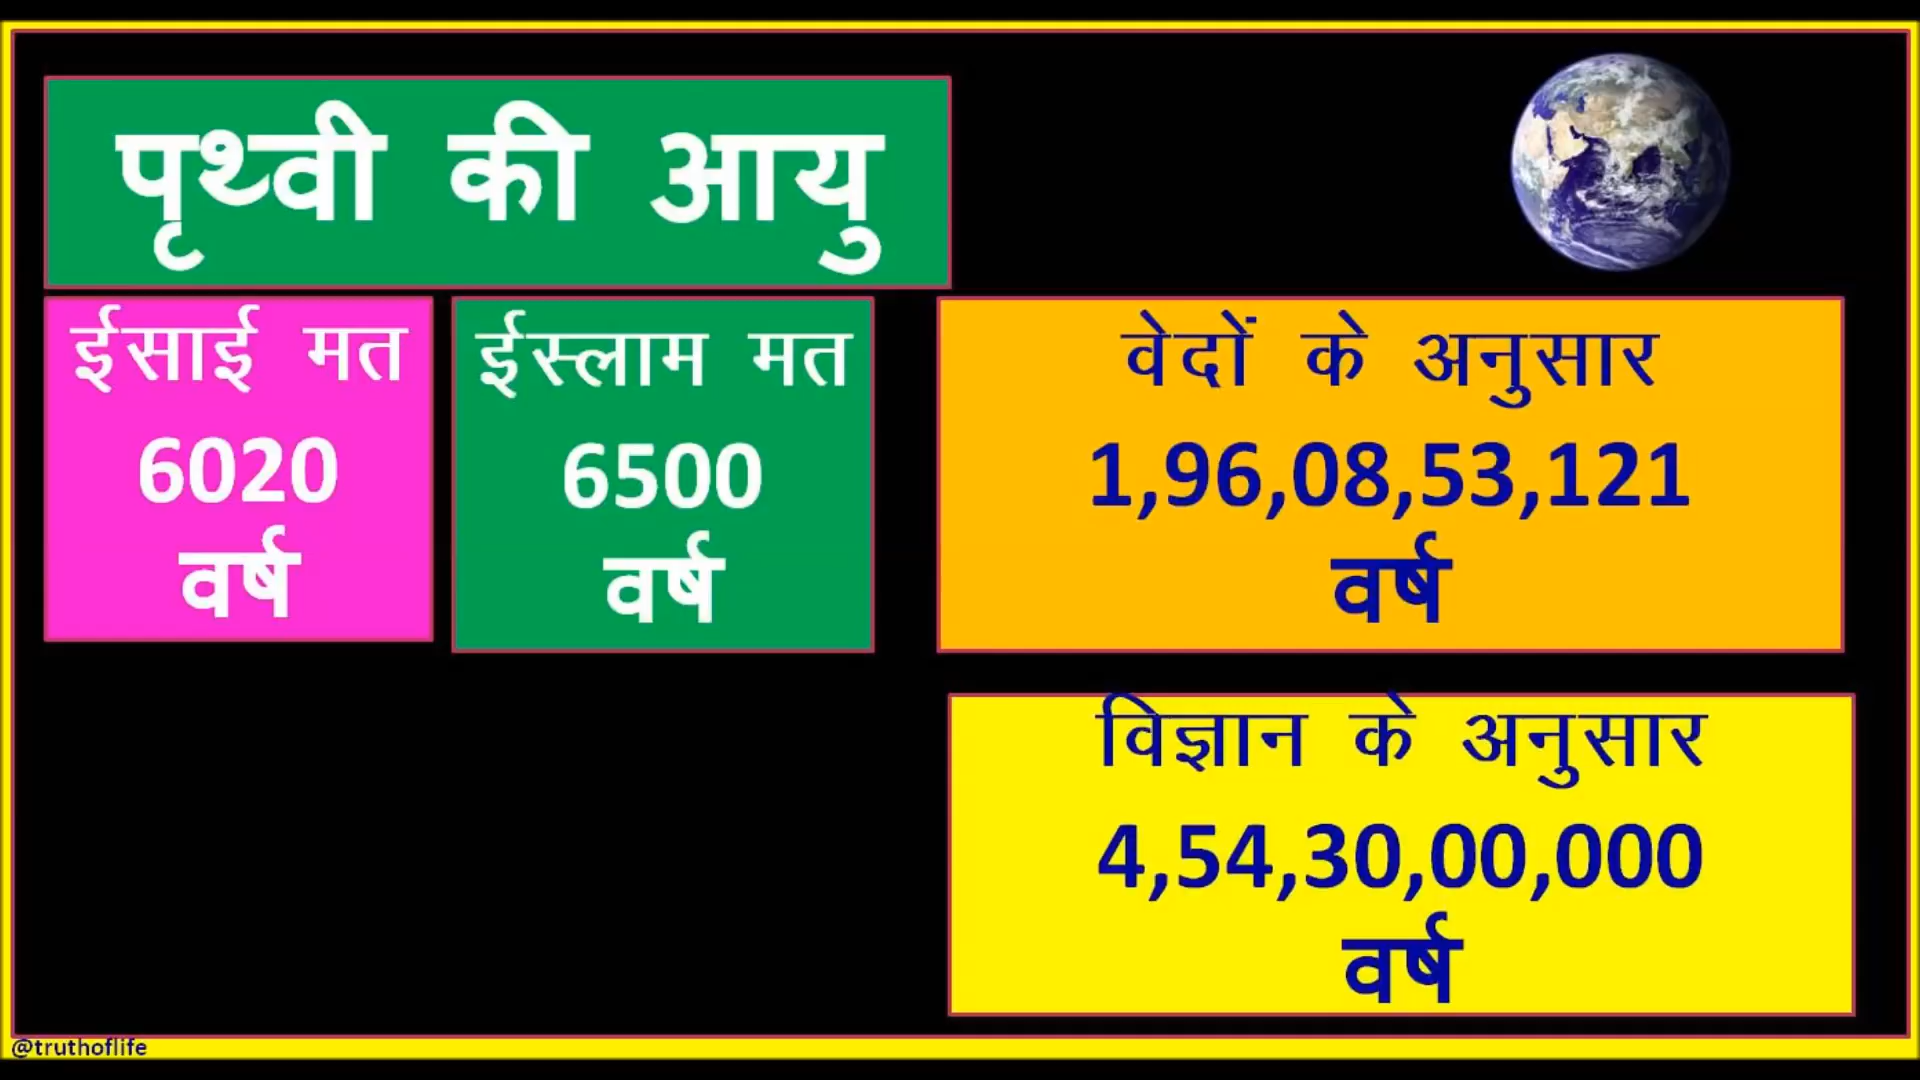 पृथ्वी की आयु
ईसाई मत
6020
वर्ष
ईस्लाम मत
6500
वर्ष
वेदों के अनुसार
1,96,08,53,121
वर्ष
विज्ञान के अनुसार
4,54,30,00,000
वर्ष
@truthoflife